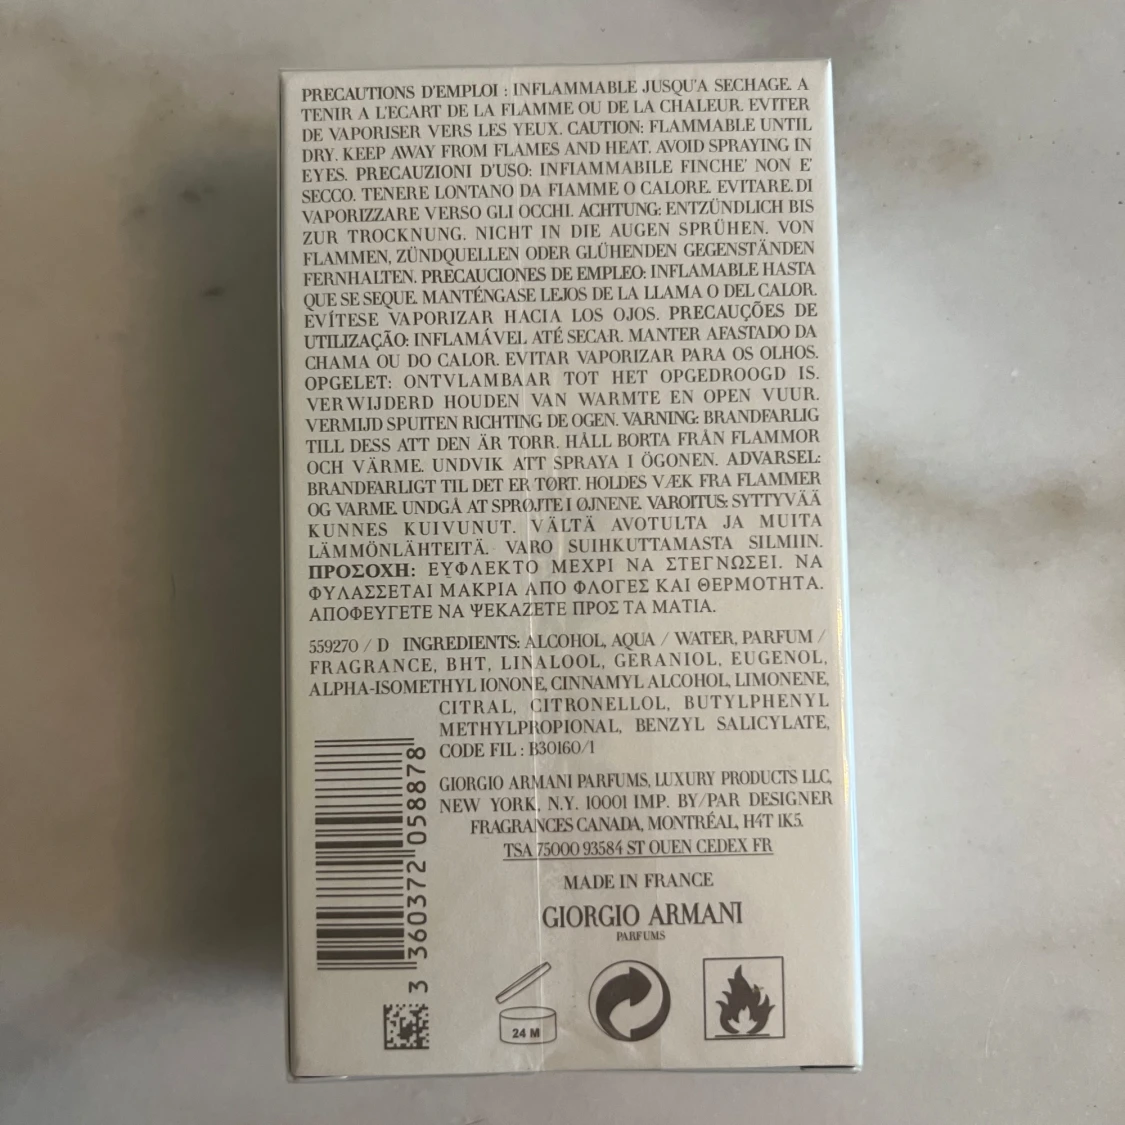 PRECAUTIONS D'EMPLOI : INFLAMMABLE JUSQU'A SECHAGE. A
TENIR A L'ECART DE LA FLAMME OU DE LA CHALEUR. EVITER
DE VAPORISER VERS LES YEUX. CAUTION: FLAMMABLE UNTIL
DRY. KEEP AWAY FROM FLAMES AND HEAT. AVOID SPRAYING IN
EYES. PRECAUZIONI D'USO: INFIAMMABILE FINCHE' NON E'
SECCO. TENERE LONTANO DA FIAMME O CALORE. EVITARE DI
VAPORIZZARE VERSO GLI OCCHI. ACHTUNG: ENTZÜNDLICH BIS
ZUR TROCKNUNG. NICHT IN DIE AUGEN SPRÜHEN. VON
FLAMMEN, ZÜNDQUELLEN ODER GLÜHENDEN GEGENSTÄNDEN
FERNHALTEN. PRECAUCIONES DE EMPLEO: INFLAMABLE HASTA
QUE SE SEQUE. MANTÉNGASE LEJOS DE LA LLAMA O DEL CALOR.
EVÍTESE VAPORIZAR HACIA LOS OJOS. PRECAUÇÕES DE
UTILIZAÇÃO: INFLAMÁVEL ATÉ SECAR. MANTER AFASTADO DA
CHAMA OU DO CALOR. EVITAR VAPORIZAR PARA OS OLHOS.
OPGELET: ONTVLAMBAAR TOT HET OPGEDROOGD IS.
VERWIJDERD HOUDEN VAN WARMTE EN OPEN VUUR.
VERMIJD SPUITEN RICHTING DE OGEN. VARNING: BRANDFARLIG
TILL DESS ATT DEN ÄR TORR. HÅLL BORTA FRÅN FLAMMOR
OCH VÄRME. UNDVIK ATT SPRAYA I ÖGONEN. ADVARSEL:
BRANDFARLIGT TIL DET ER TØRT. HOLDES VÆK FRA FLAMMER
OG VARME. UNDGÅ AT SPRØJTE I ØJNENE. VAROITUS: SYTTYVÄÄ
KUNNES KUIVUNUT. VÄLTÄ AVOTULTA JA MUITA
LÄMMÖNLÄHTEITÄ. VARO SUIHKUTTAMASTA SILMIIN.
ΠΡΟΣΟΧΗ: ΕΥΦΛΕΚΤΟ ΜΕΧΡΙ ΝΑ ΣΤΕΓΝΩΣΕΙ. ΝΑ
ΦΥΛΑΣΣΕΤΑΙ ΜΑΚΡΙΑ ΑΠΟ ΦΛΟΓΕΣ ΚΑΙ ΘΕΡΜΟΤΗΤΑ.
ΑΠΟΦΕΥΓΕΤΕ ΝΑ ΨΕΚΑΖΕΤΕ ΠΡΟΣ ΤΑ ΜΑΤΙΑ.
559270 / D INGREDIENTS: ALCOHOL, AQUA / WATER, PARFUM /
FRAGRANCE, BHT, LINALOOL, GERANIOL, EUGENOL,
ALPHA-ISOMETHYL IONONE, CINNAMYL ALCOHOL, LIMONENE,
CITRAL, CITRONELLOL, BUTYLPHENYL
METHYLPROPIONAL, BENZYL SALICYLATE,
CODE FIL : B30160/1
GIORGIO ARMANI PARFUMS, LUXURY PRODUCTS LLC,
NEW YORK, N.Y. 10001 IMP. BY/PAR DESIGNER
FRAGRANCES CANADA, MONTRÉAL, H4T 1K5.
TSA 75000 93584 ST OUEN CEDEX FR
MADE IN FRANCE
GIORGIO ARMANI
PARFUMS
3 360372 058878
24 M